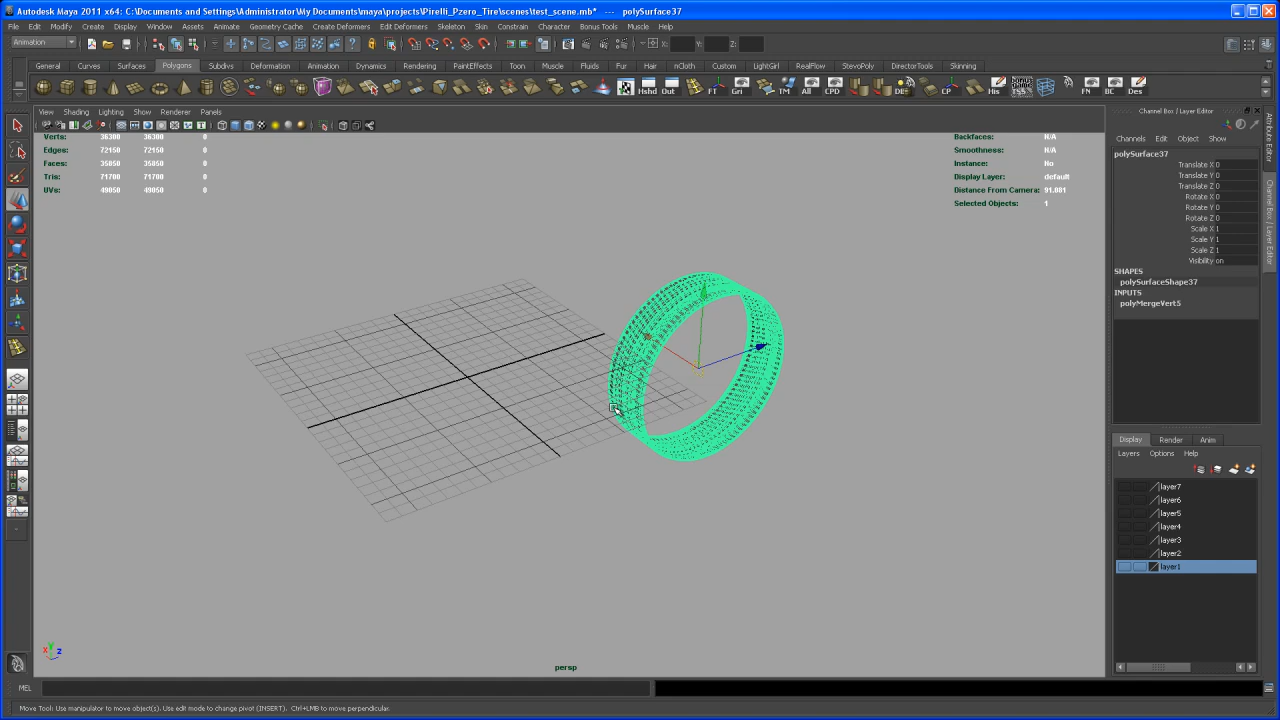 Autodesk Maya 2011 x64: C:\Documents and Settings\Administrator\My Documents\maya\projects\Pirelli_Pzero_Tire\scenes\test_scene.mb* --- polySurface37
File Edit Modify Create Display Window Assets Animate Geometry Cache Create Deformers Edit Deformers Skeleton Skin Constrain Character Bonus Tools Muscle Help
Animation X: Y: Z:
General Curves Surfaces Polygons Subdivs Deformation Animation Dynamics Rendering PaintEffects Toon Muscle Fluids Fur Hair nCloth Custom LightGirl RealFlow StevoPoly DirectorTools Skinning
Hshd Out FT Gri TM All CPD CP His FN DC Des
View Shading Lighting Show Renderer Panels
Channel Box / Layer Editor
Channels Edit Object Show
Verts: 36300 36300 0
Edges: 72150 72150 0
Faces: 35850 35850 0
Tris: 71700 71700 0
UVs: 49050 49050 0
Backfaces: N/A
Smoothness: N/A
Instance: No
Display Layer: default
Distance From Camera: 91.081
Selected Objects: 1
polySurface37
Translate X 0
Translate Y 0
Translate Z 0
Rotate X 0
Rotate Y 0
Rotate Z 0
Scale X 1
Scale Y 1
Scale Z 1
Visibility on
SHAPES
polySurfaceShape37
INPUTS
polyMergeVert5
Attribute Editor
Channel Box / Layer Editor
Display Render Anim
Layers Options Help
layer7
layer6
layer5
layer4
layer3
layer2
layer1
persp
MEL
Move Tool: Use manipulator to move object(s). Use edit mode to change pivot (INSERT). Ctrl+LMB to move perpendicular.